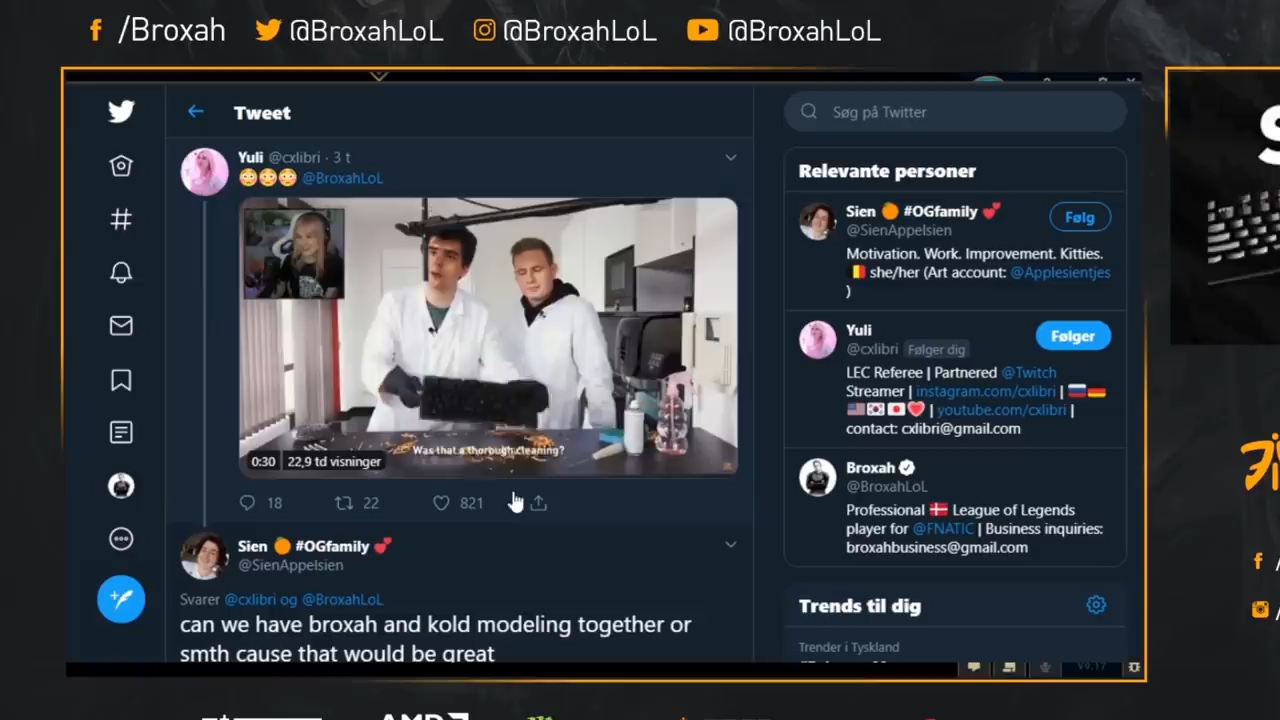 /Broxah @BroxahLoL @BroxahLoL @BroxahLoL
Tweet
Yuli @cxlibri · 3 t
😳😳😳 @BroxahLoL
Was that a thorough cleaning?
0:30 22,9 td visninger
18 22 821
Sien 🍊 #OGfamily 💕
@SienAppelsien
Svarer @cxlibri og @BroxahLoL
can we have broxah and kold modeling together or
smth cause that would be great
Søg på Twitter
Relevante personer
Sien 🍊 #OGfamily 💕
@SienAppelsien
Følg
Motivation. Work. Improvement. Kitties.
🇧🇪 she/her (Art account: @Applesientjes
)
Yuli
@cxlibri Følger dig
Følger
LEC Referee | Partnered @Twitch
Streamer | instagram.com/cxlibri | 🇷🇺🇩🇪
🇺🇸🇰🇷🇯🇵❤️ | youtube.com/cxlibri |
contact: cxlibri@gmail.com
Broxah
@BroxahLoL
Professional 🇩🇰 League of Legends
player for @FNATIC | Business inquiries:
broxahbusiness@gmail.com
Trends til dig
Trender i Tyskland
V0.17
AMD